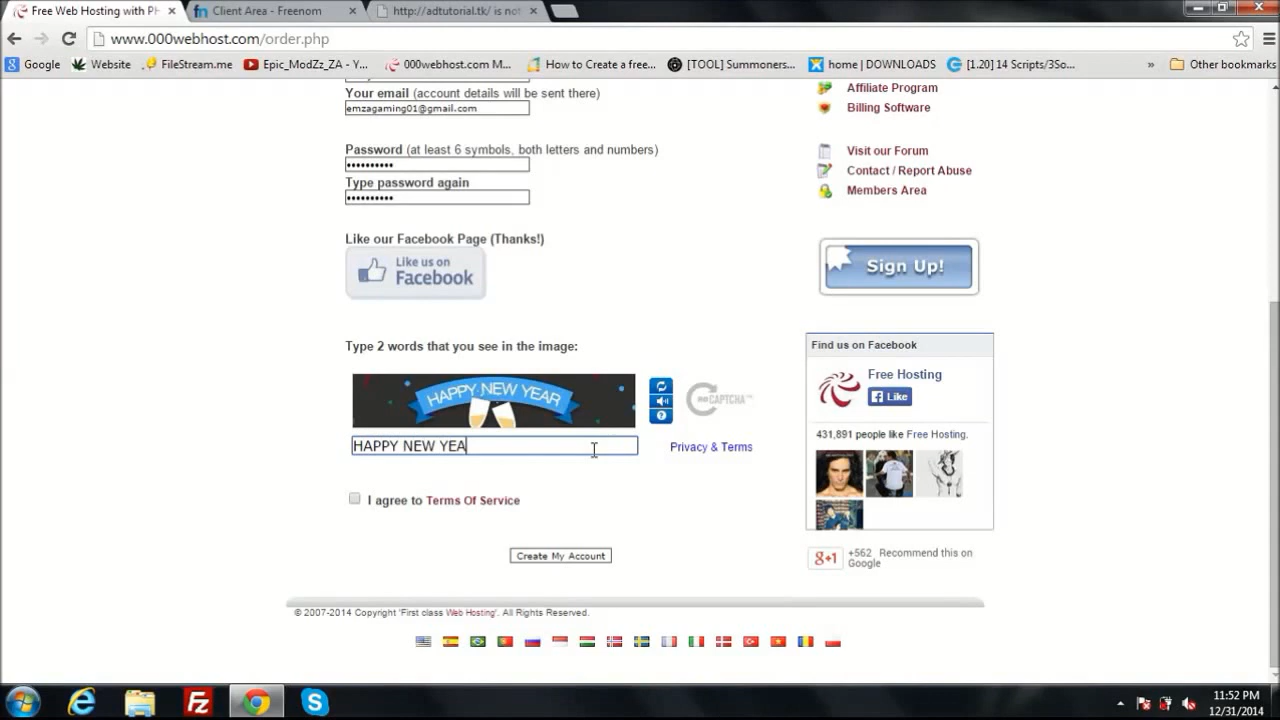 Free Web Hosting with PH
Client Area - Freenom
http://adtutorial.tk/ is not
www.000webhost.com/order.php
Google
Website
FileStream.me
Epic_ModZz_ZA - Y...
000webhost.com M...
How to Create a free...
[TOOL] Summoners...
home | DOWNLOADS
[1.20] 14 Scripts/3So...
»
Other bookmarks
Your email (account details will be sent there)
emzagaming01@gmail.com
Password (at least 6 symbols, both letters and numbers)
••••••••••
Type password again
••••••••••
Like our Facebook Page (Thanks!)
Like us on
Facebook
Type 2 words that you see in the image:
HAPPY NEW YEAR
reCAPTCHA™
HAPPY NEW YEA
Privacy & Terms
I agree to Terms Of Service
Create My Account
Affiliate Program
Billing Software
Visit our Forum
Contact / Report Abuse
Members Area
Sign Up!
Find us on Facebook
Free Hosting
Like
431,891 people like Free Hosting.
g+1
+562 Recommend this on
Google
© 2007-2014 Copyright 'First class Web Hosting'. All Rights Reserved.
11:52 PM
12/31/2014